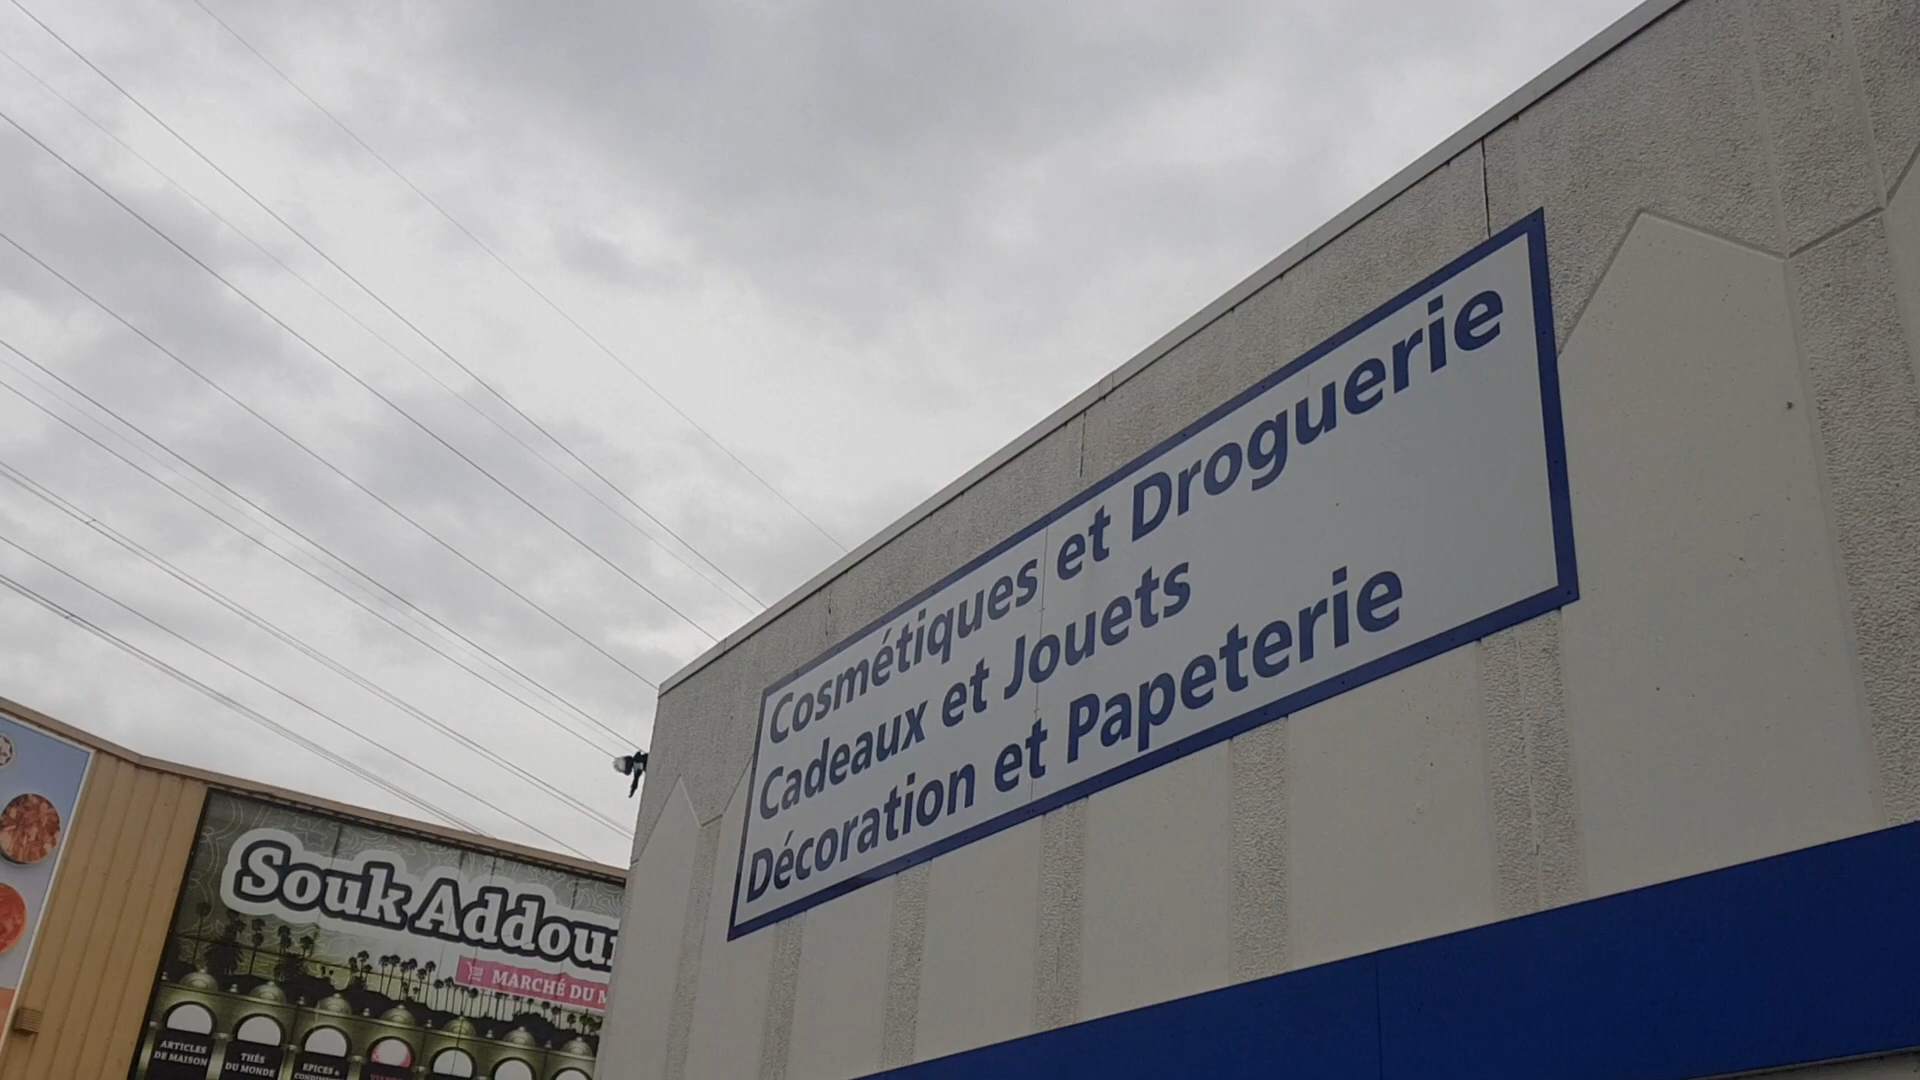 Cosmétiques et Droguerie
Cadeaux et Jouets
Décoration et Papeterie
Souk Addou
MARCHÉ DU
ARTICLES
DE MAISON
THÉS
DU MONDE
EPICES &